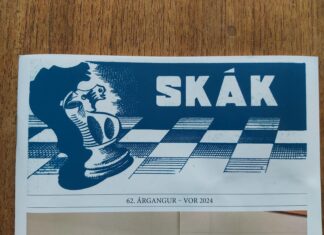 SKÁK
62. ÁRGANGUR – VOR 2024